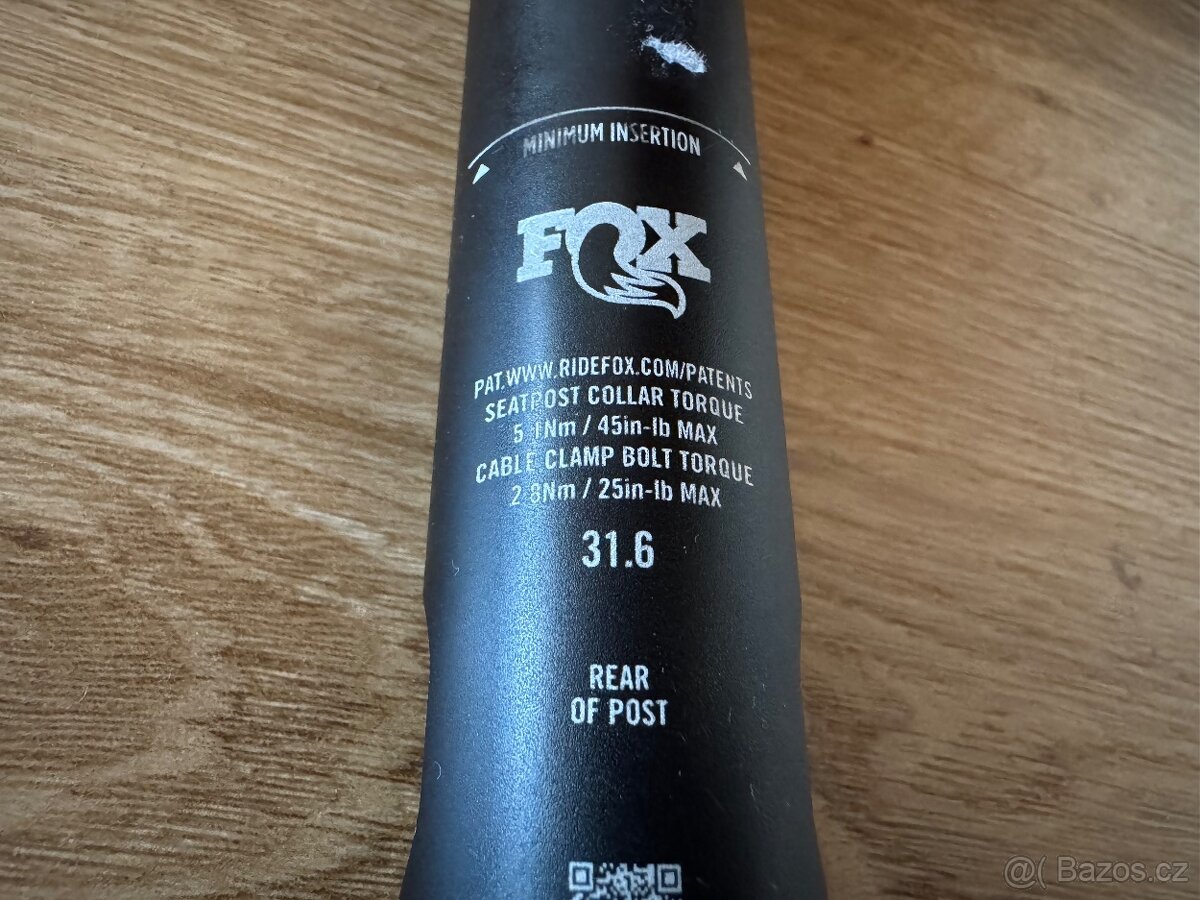 MINIMUM INSERTION
FOX
PAT.WWW.RIDEFOX.COM/PATENTS
SEATPOST COLLAR TORQUE
5.1Nm / 45in-lb MAX
CABLE CLAMP BOLT TORQUE
2.8Nm / 25in-lb MAX
31.6
REAR
OF POST
@( Bazos.cz